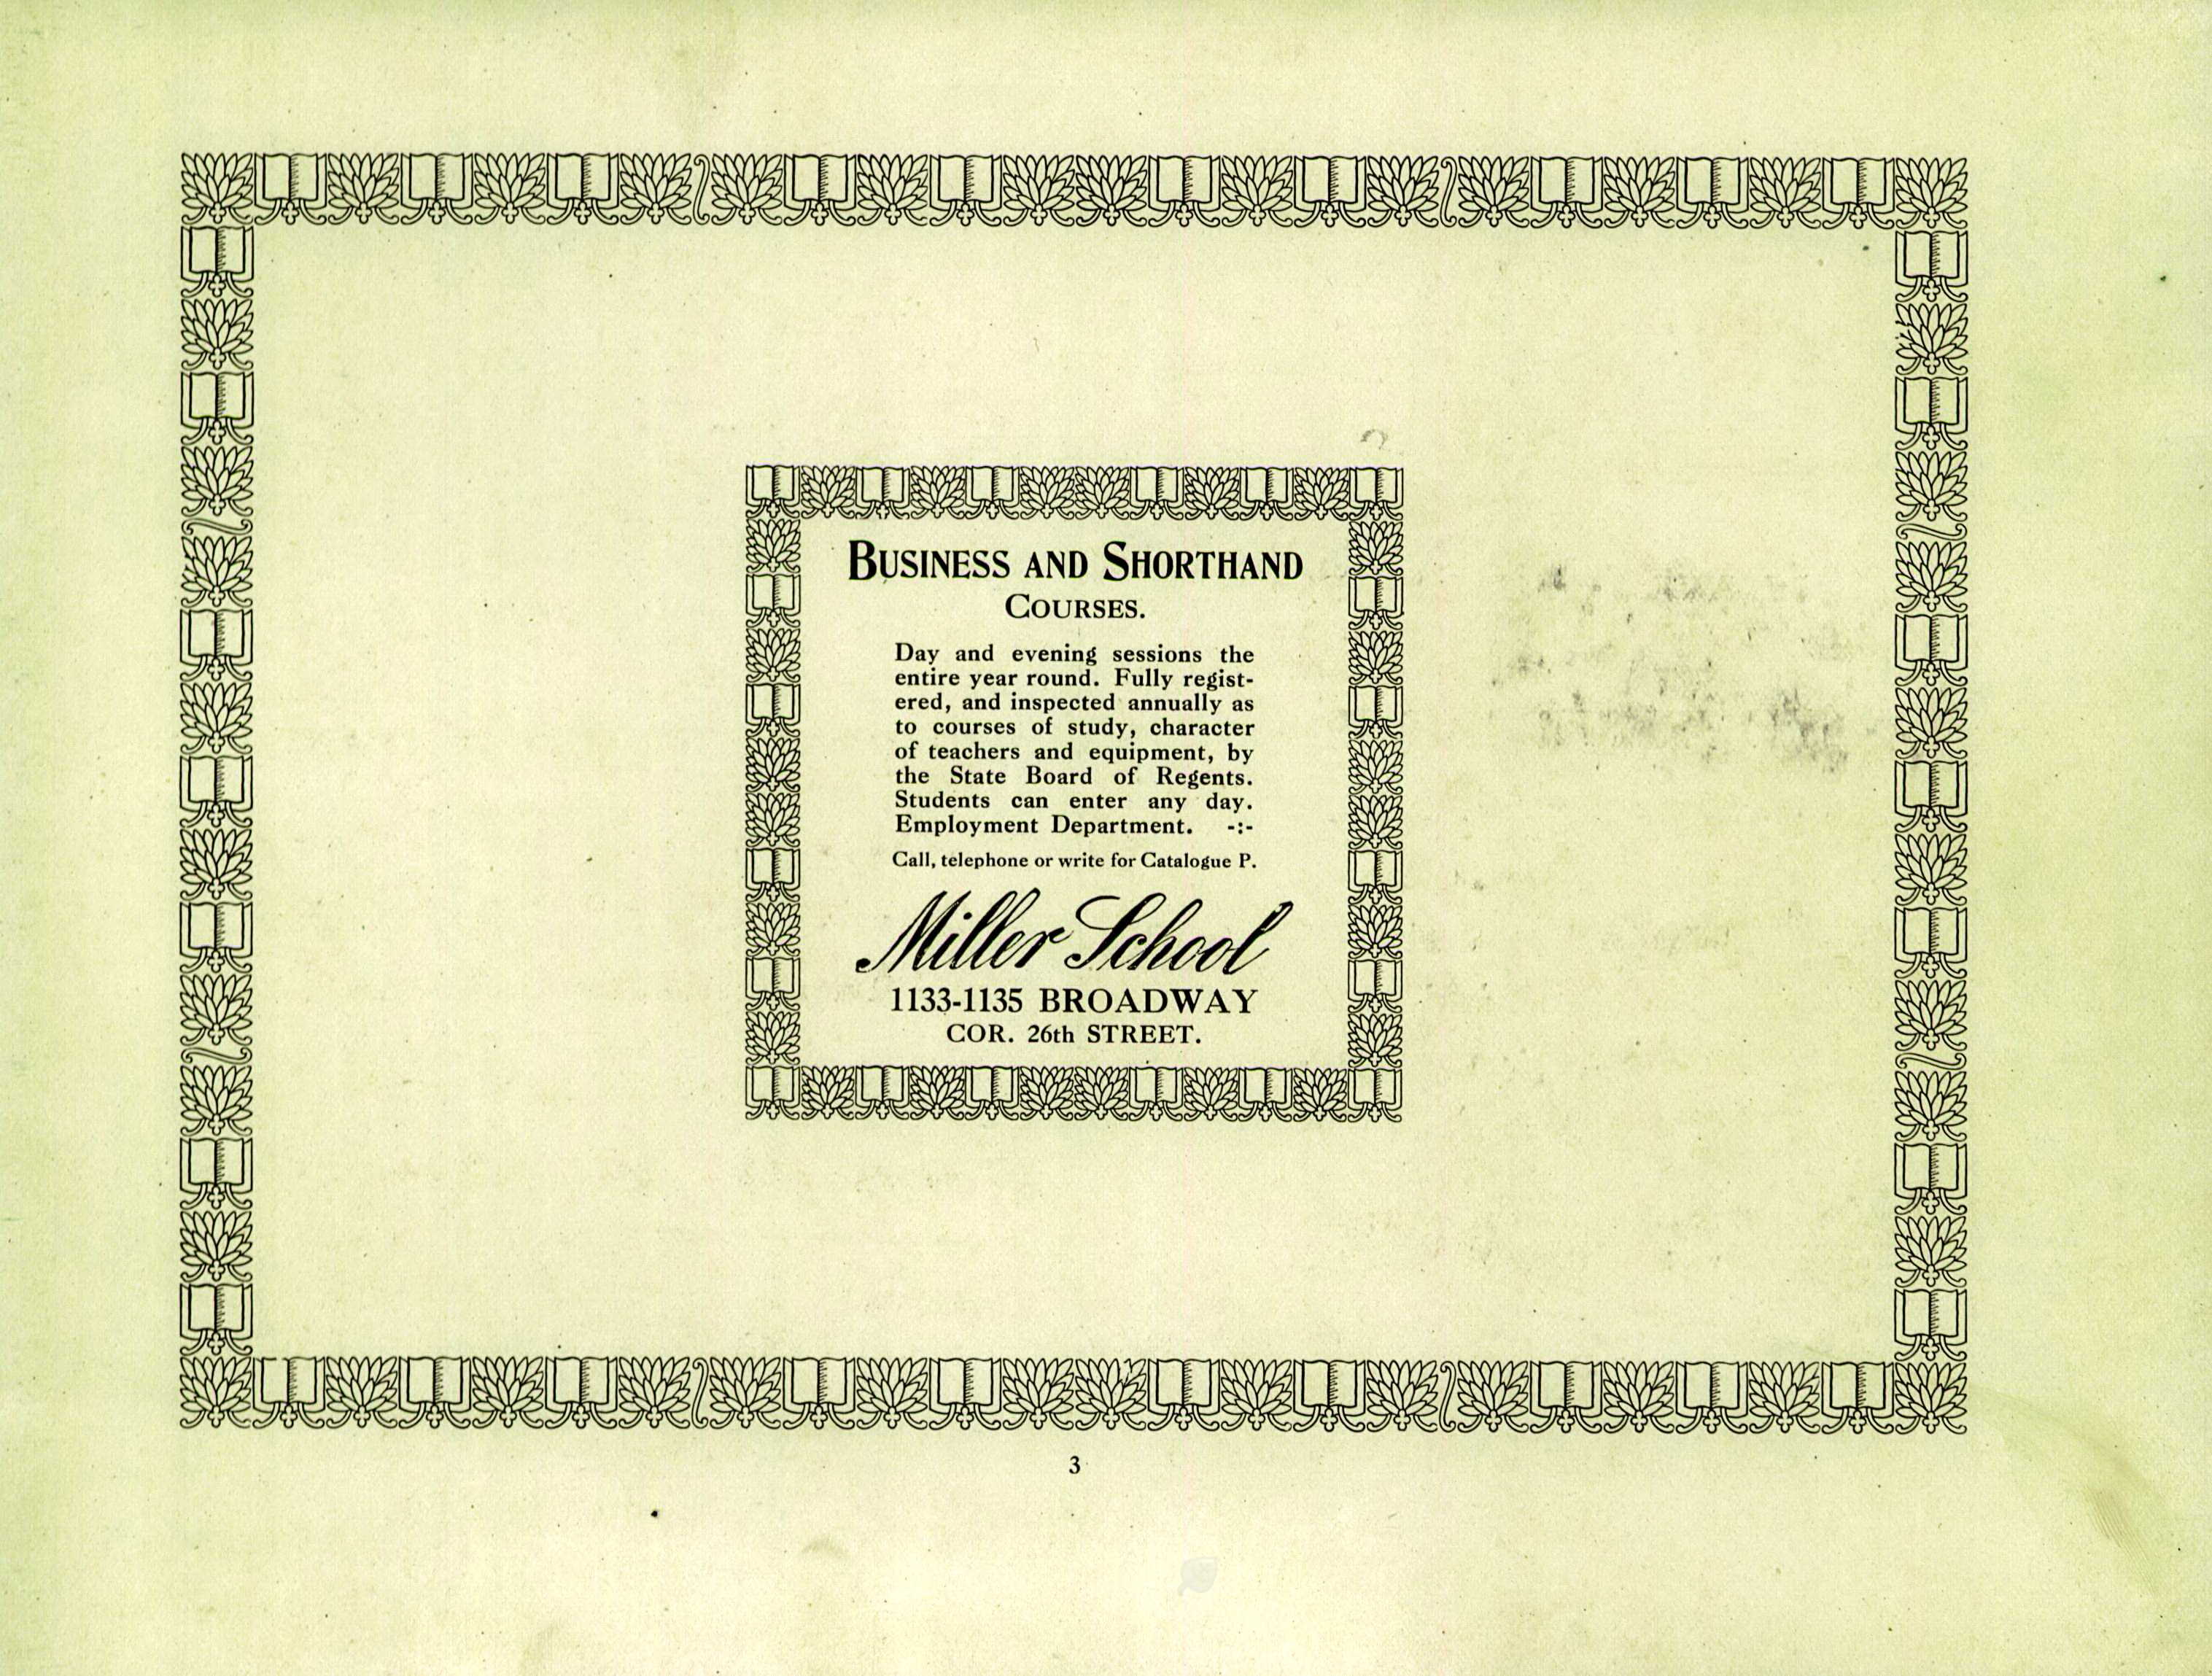 BUSINESS AND SHORTHAND
COURSES.
Day and evening sessions the
entire year round. Fully regist-
ered, and inspected annually as
to courses of study, character
of teachers and equipment, by
the State Board of Regents.
Students can enter any day.
Employment Department. -:-
Call, telephone or write for Catalogue P.
Miller School
1133-1135 BROADWAY
COR. 26th STREET.
3